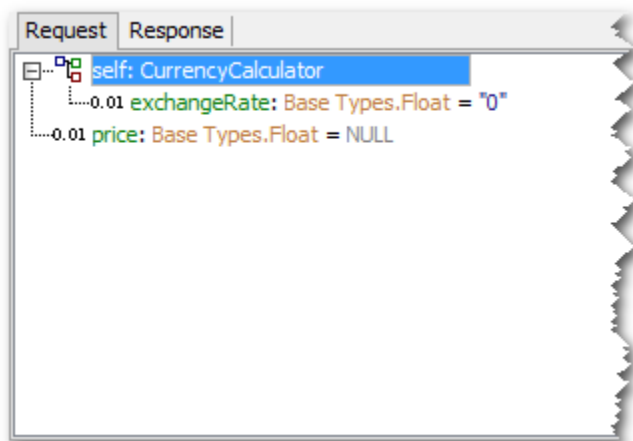 Request Response
self: CurrencyCalculator
0.01 exchangeRate: Base Types.Float = "0"
0.01 price: Base Types.Float = NULL